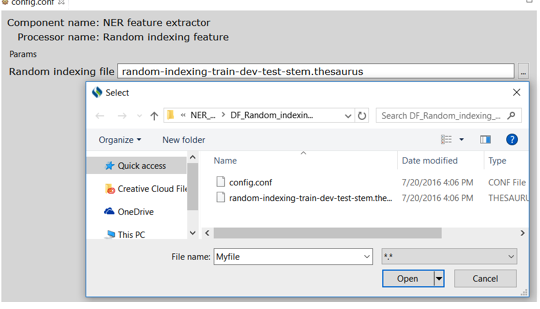 config.conf
Component name: NER feature extractor
Processor name: Random indexing feature
Params
Random indexing file random-indexing-train-dev-test-stem.thesaurus ...
Select
« NER_... > DF_Random_indexin... Search DF_Random_indexing_...
Organize New folder
Quick access
Creative Cloud File
OneDrive
This PC
Name Date modified Type
config.conf 7/20/2016 4:06 PM CONF File
random-indexing-train-dev-test-stem.the... 7/20/2016 4:06 PM THESAURU
File name: Myfile *.*
Open Cancel